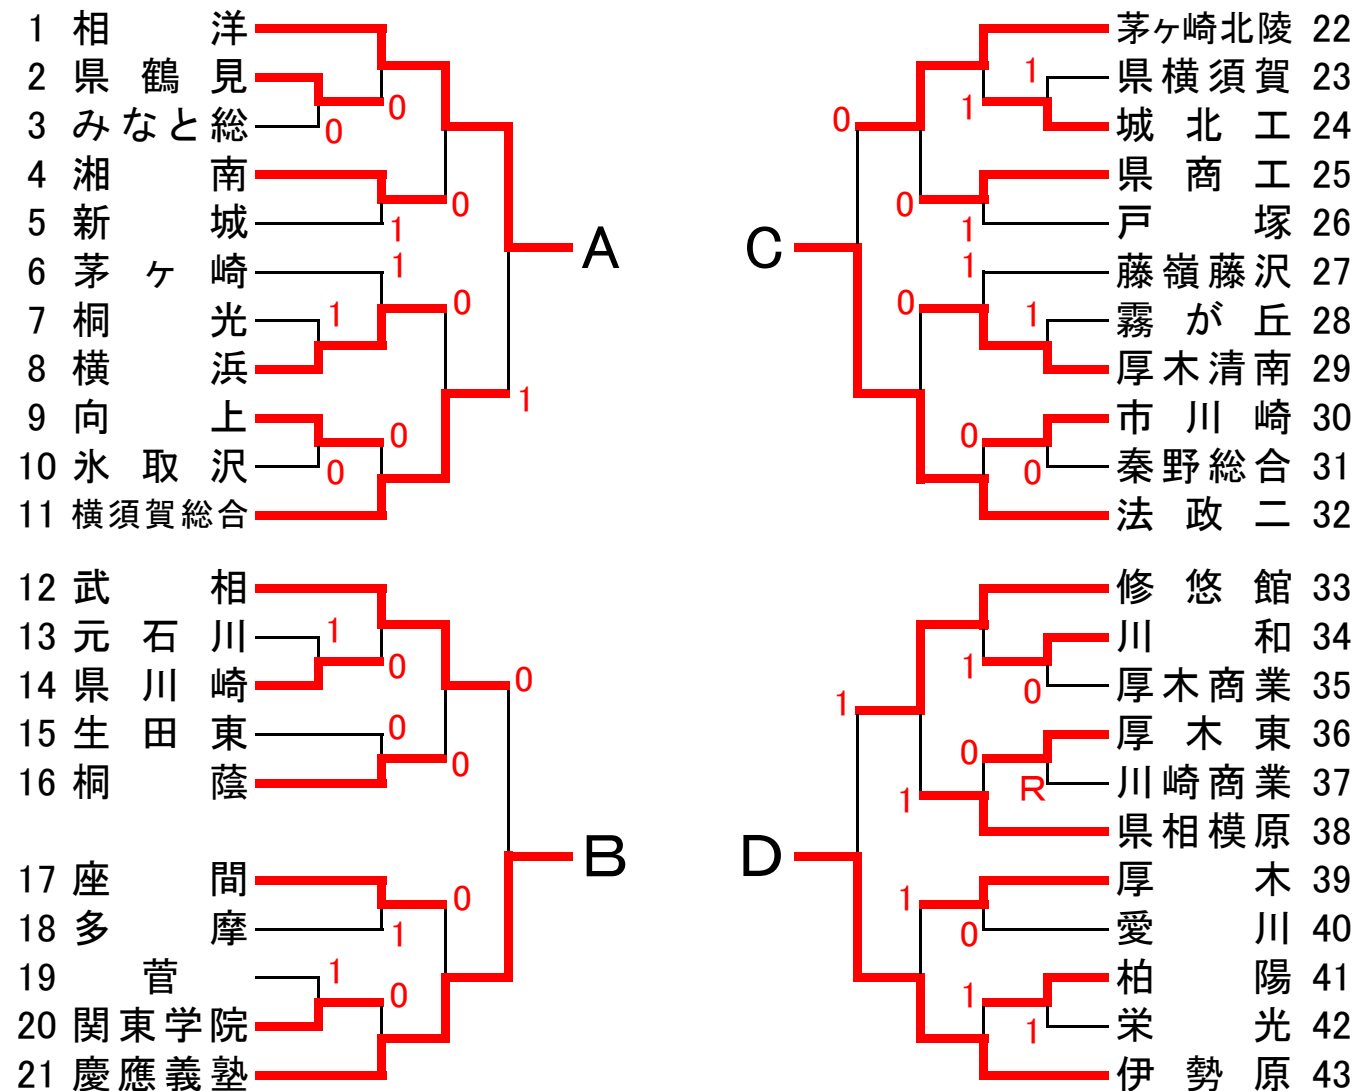 1 相洋
2 県鶴見
0
3 みなと総
0
4 湘南
0
5 新城
1
A
6 茅ヶ崎
1
7 桐光
1
0
8 横浜
1
9 向上
0
10 氷取沢
0
11 横須賀総合
12 武相
13 元石川
1
0
14 県川崎
0
15 生田東
0
16 桐蔭
0
B
17 座間
0
18 多摩
1
19 菅
1
20 関東学院
0
21 慶應義塾
茅ヶ崎北陵 22
1
県横須賀 23
1
0
城北工 24
県商工 25
0
1
戸塚 26
C
1
藤嶺藤沢 27
0
1
霧が丘 28
厚木清南 29
0
市川崎 30
0
秦野総合 31
法政二 32
修悠館 33
川和 34
1
0
厚木商業 35
1
厚木東 36
0
R
川崎商業 37
1
県相模原 38
D
厚木 39
1
0
愛川 40
柏陽 41
1
1
栄光 42
伊勢原 43